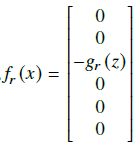 f_r(x) = [0
0
-g_r(z)
0
0
0]